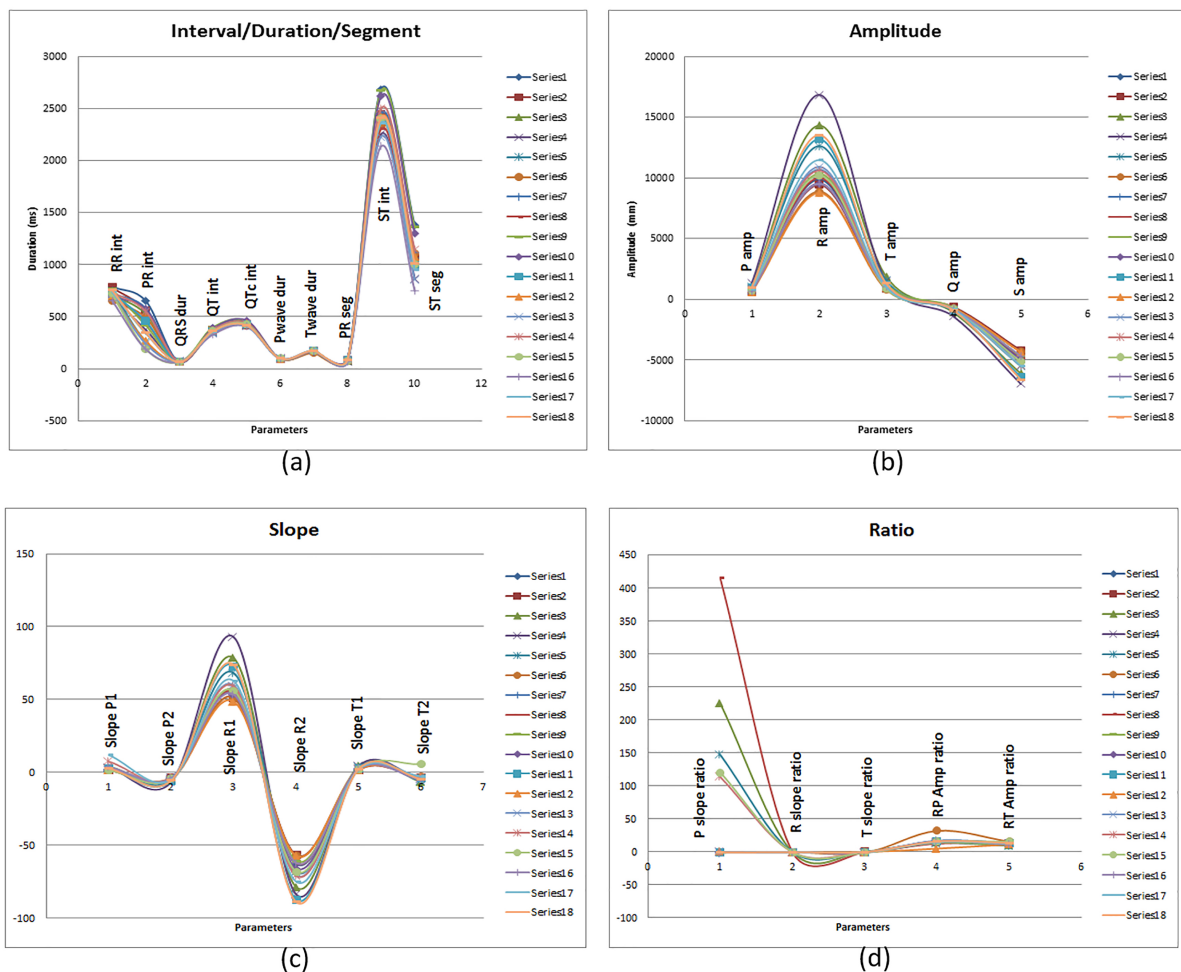 Interval/Duration/Segment
3000
2500
2000
1500
1000
500
0
-500
0
2
4
6
8
10
12
Duration (ms)
Parameters
RR int
PR int
QRS dur
QT int
QTc int
Pwave dur
Twave dur
PR seg
ST int
ST seg
Series1
Series2
Series3
Series4
Series5
Series6
Series7
Series8
Series9
Series10
Series11
Series12
Series13
Series14
Series15
Series16
Series17
Series18
(a)
Amplitude
20000
15000
10000
5000
0
-5000
-10000
0
1
2
3
4
5
6
Amplitude (mm)
Parameters
P amp
R amp
T amp
Q amp
S amp
Series1
Series2
Series3
Series4
Series5
Series6
Series7
Series8
Series9
Series10
Series11
Series12
Series13
Series14
Series15
Series16
Series17
Series18
(b)
Slope
150
100
50
0
-50
-100
0
1
2
3
4
5
6
7
Parameters
Slope P1
Slope P2
Slope R1
Slope R2
Slope T1
Slope T2
Series1
Series2
Series3
Series4
Series5
Series6
Series7
Series8
Series9
Series10
Series11
Series12
Series13
Series14
Series15
Series16
Series17
Series18
(c)
Ratio
450
400
350
300
250
200
150
100
50
0
-50
-100
0
1
2
3
4
5
6
Parameters
P slope ratio
R slope ratio
T slope ratio
RP Amp ratio
RT Amp ratio
Series1
Series2
Series3
Series4
Series5
Series6
Series7
Series8
Series9
Series10
Series11
Series12
Series13
Series14
Series15
Series16
Series17
Series18
(d)